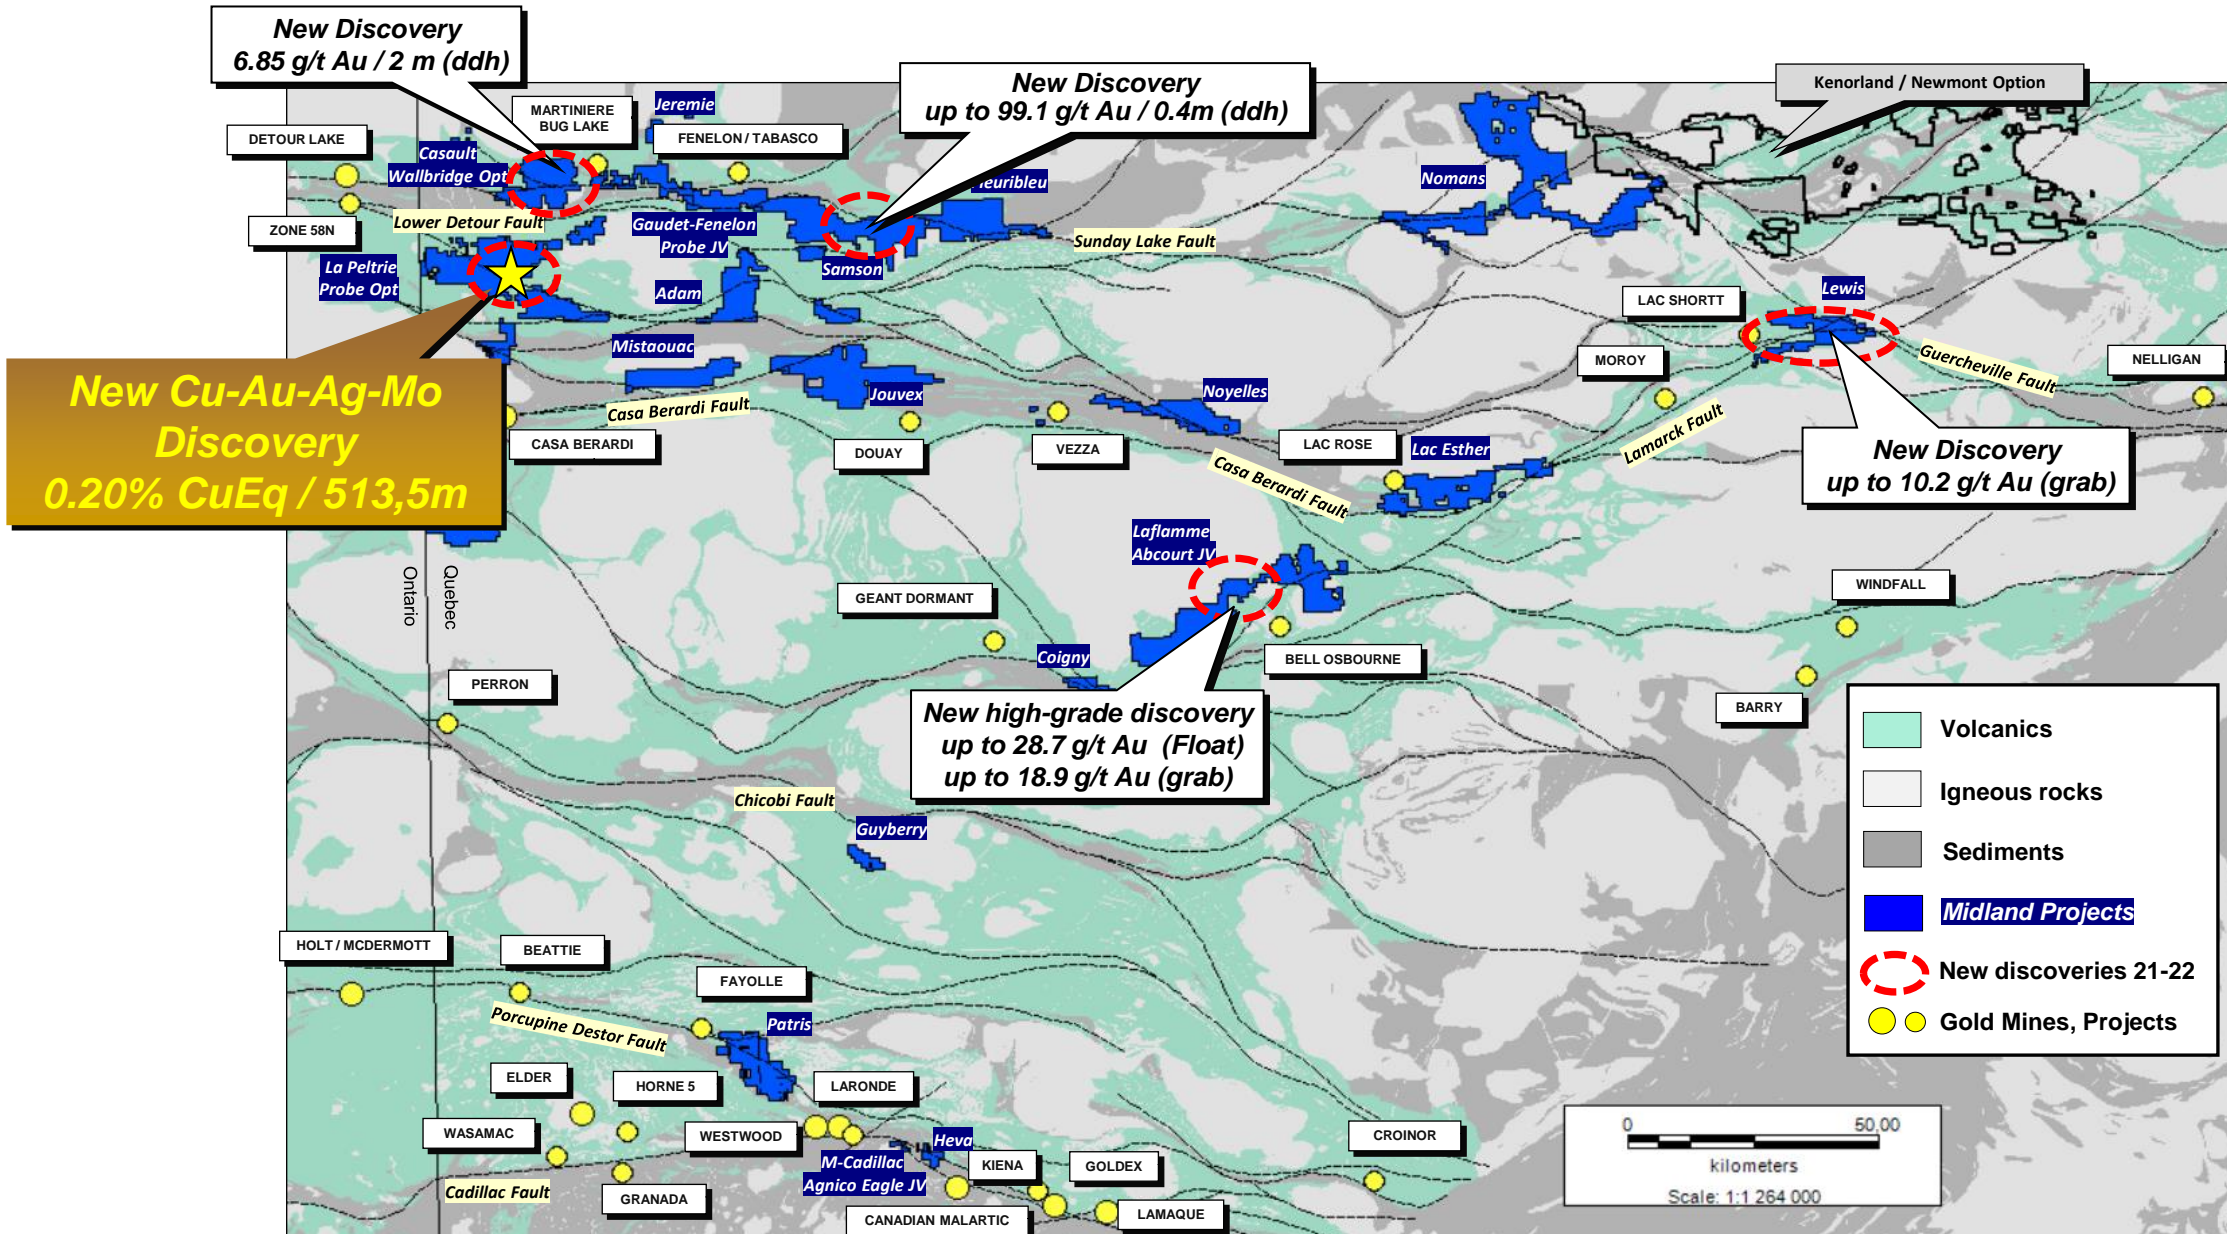 New Discovery
6.85 g/t Au / 2 m (ddh)
New Discovery
up to 99.1 g/t Au / 0.4m (ddh)
Kenorland / Newmont Option
MARTINIERE
BUG LAKE
Jeremie
FENELON / TABASCO
DETOUR LAKE
Casault
Wallbridge Opt
Nomans
ZONE 58N
Lower Detour Fault
Gaudet-Fenelon
Probe JV
Sunday Lake Fault
Samson
La Peltrie
Probe Opt
Adam
LAC SHORTT
Lewis
Mistaouac
MOROY
Guercheville Fault
NELLIGAN
New Cu-Au-Ag-Mo
Discovery
0.20% CuEq / 513,5m
Jouvex
Noyelles
Casa Berardi Fault
CASA BERARDI
DOUAY
VEZZA
LAC ROSE
Lac Esther
Lamarck Fault
Casa Berardi Fault
New Discovery
up to 10.2 g/t Au (grab)
Laflamme
Abcourt JV
Ontario
Quebec
GEANT DORMANT
WINDFALL
Coigny
BELL OSBOURNE
PERRON
BARRY
New high-grade discovery
up to 28.7 g/t Au (Float)
up to 18.9 g/t Au (grab)
Chicobi Fault
Guyberry
Volcanics
Igneous rocks
Sediments
Midland Projects
New discoveries 21-22
Gold Mines, Projects
HOLT / MCDERMOTT
BEATTIE
FAYOLLE
Porcupine Destor Fault
Patris
ELDER
HORNE 5
LARONDE
WASAMAC
WESTWOOD
Heva
M-Cadillac
Agnico Eagle JV
KIENA
GOLDEX
CROINOR
Cadillac Fault
GRANADA
CANADIAN MALARTIC
LAMAQUE
0 50,00
kilometers
Scale: 1:1 264 000